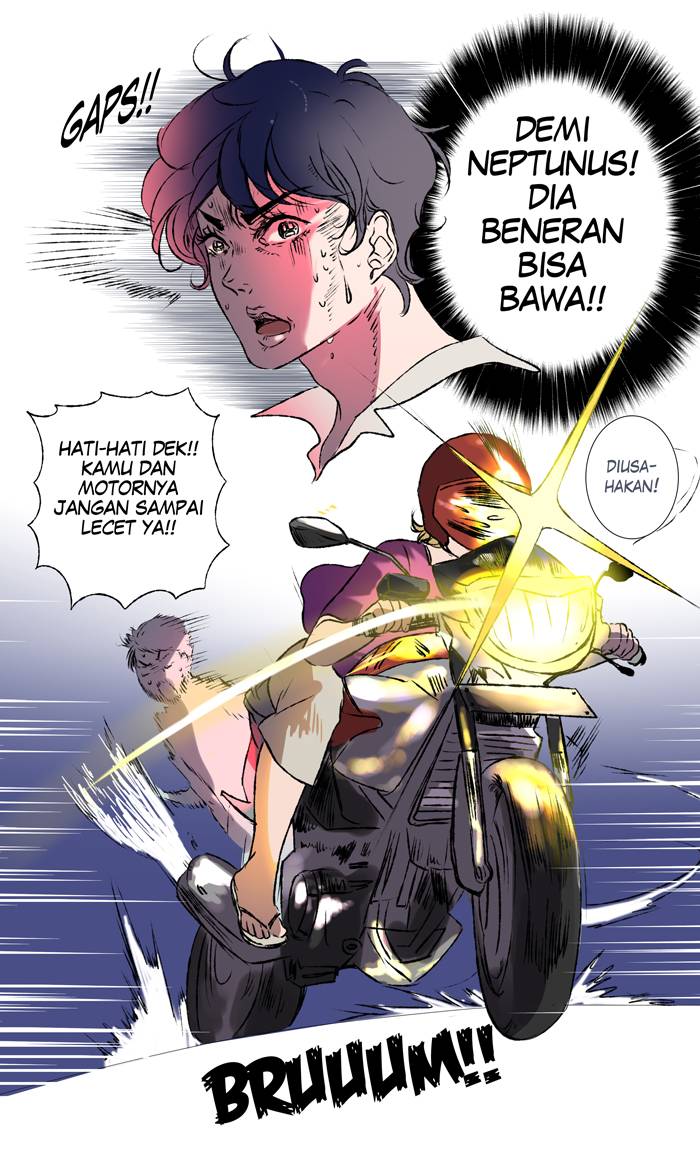 GAPS!!
DEMI
NEPTUNUS!
DIA
BENERAN
BISA
BAWA!!
HATI-HATI DEK!!
KAMU DAN
MOTORNYA
JANGAN SAMPAI
LECET YA!!
DIUSA-
HAKAN!
BRUUUM!!